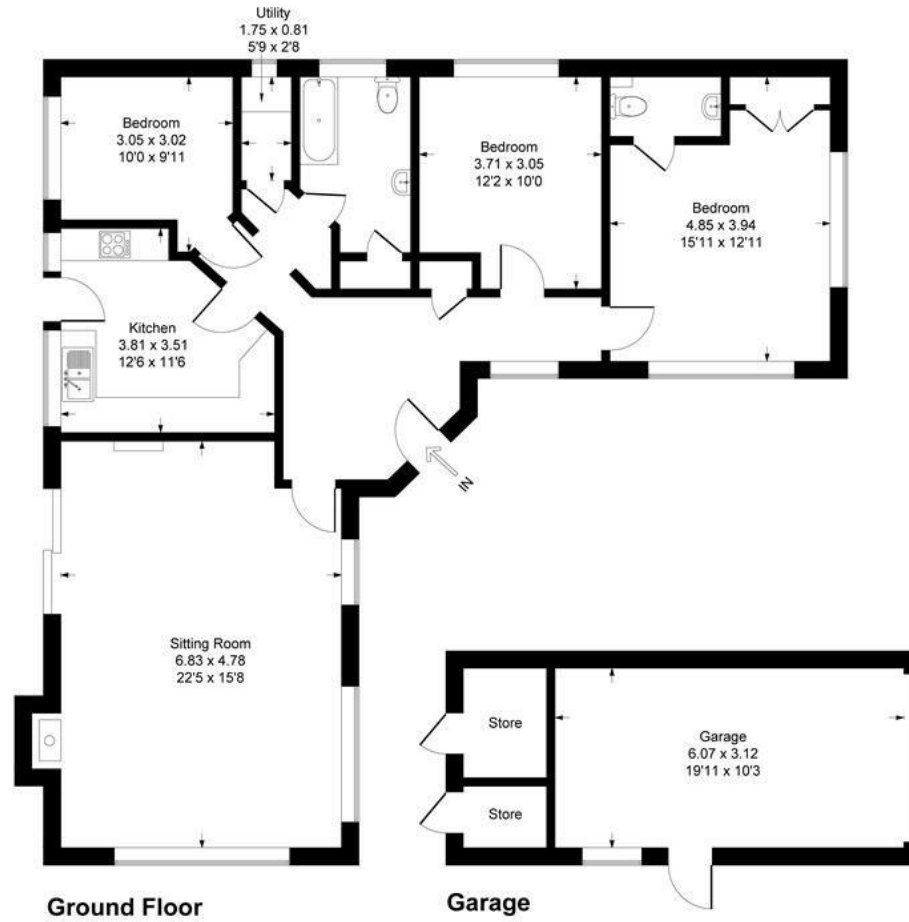 Utility
1.75 x 0.81
5'9 x 2'8
Bedroom
3.05 x 3.02
10'0 x 9'11
Bedroom
3.71 x 3.05
12'2 x 10'0
Bedroom
4.85 x 3.94
15'11 x 12'11
Kitchen
3.81 x 3.51
12'6 x 11'6
IN
Sitting Room
6.83 x 4.78
22'5 x 15'8
Store
Garage
6.07 x 3.12
19'11 x 10'3
Store
Ground Floor
Garage